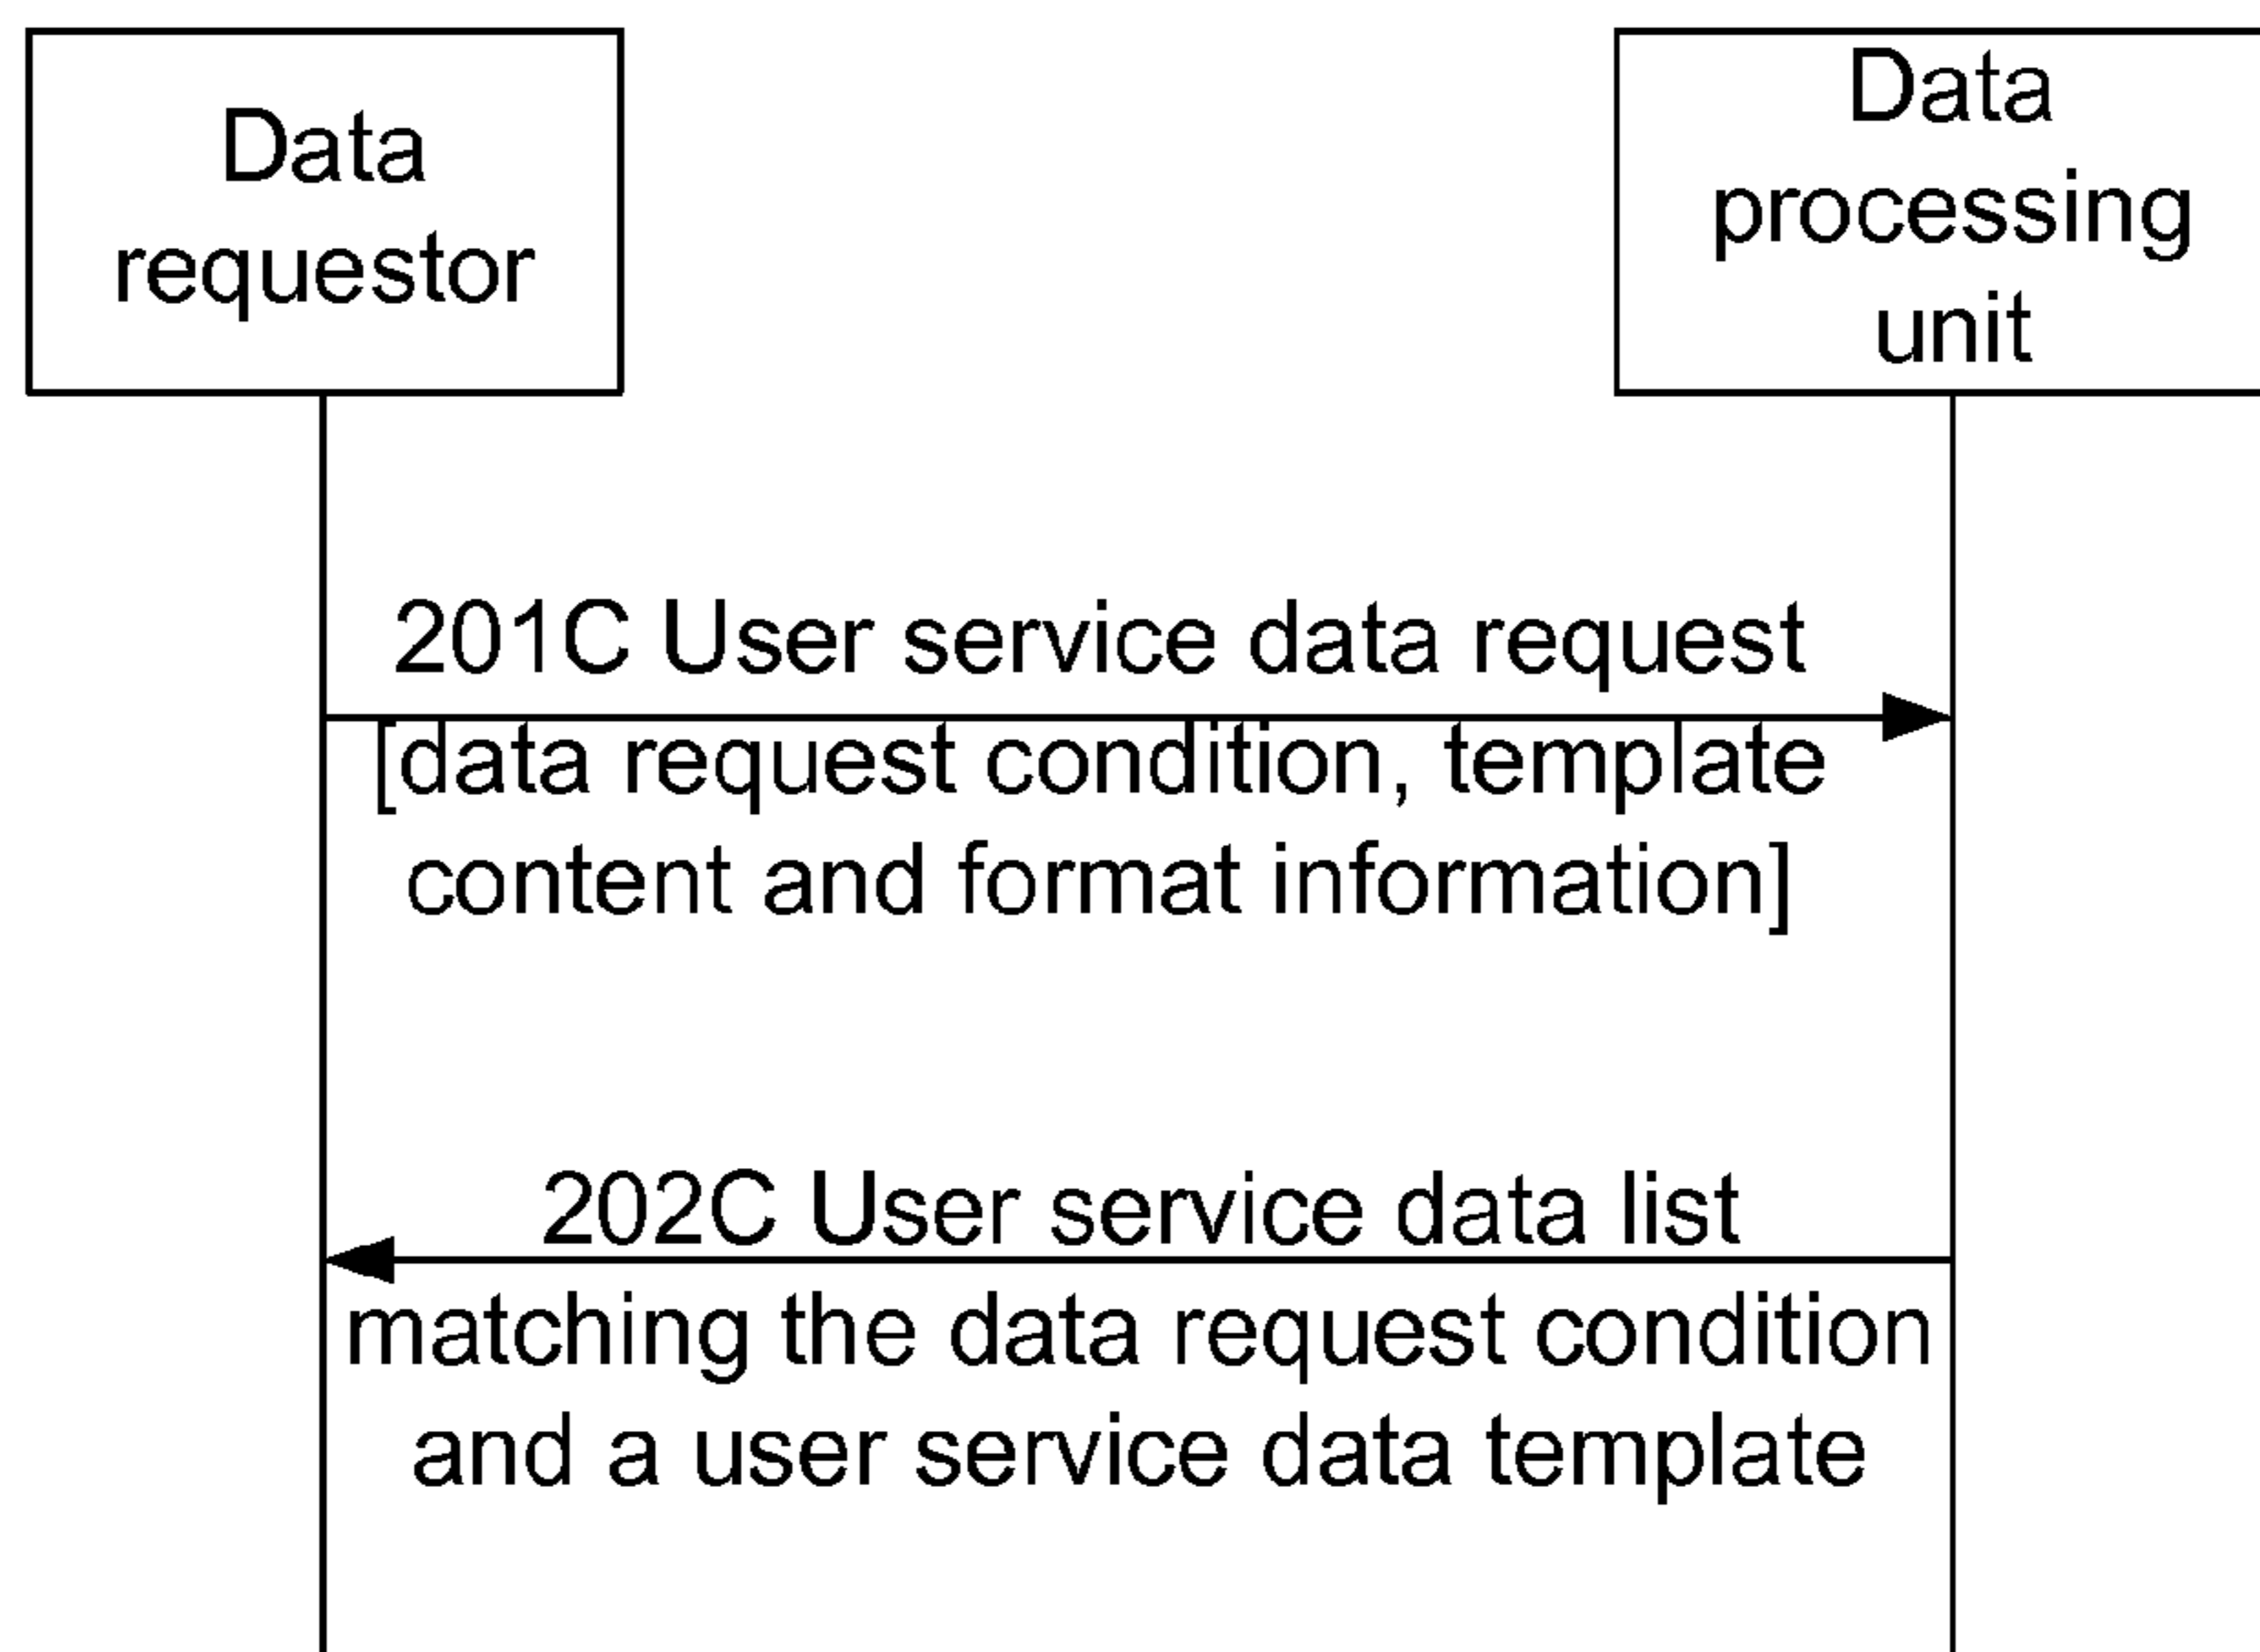 Data
requestor
Data
processing
unit
201C User service data request
[data request condition, template
content and format information]
202C User service data list
matching the data request condition
and a user service data template